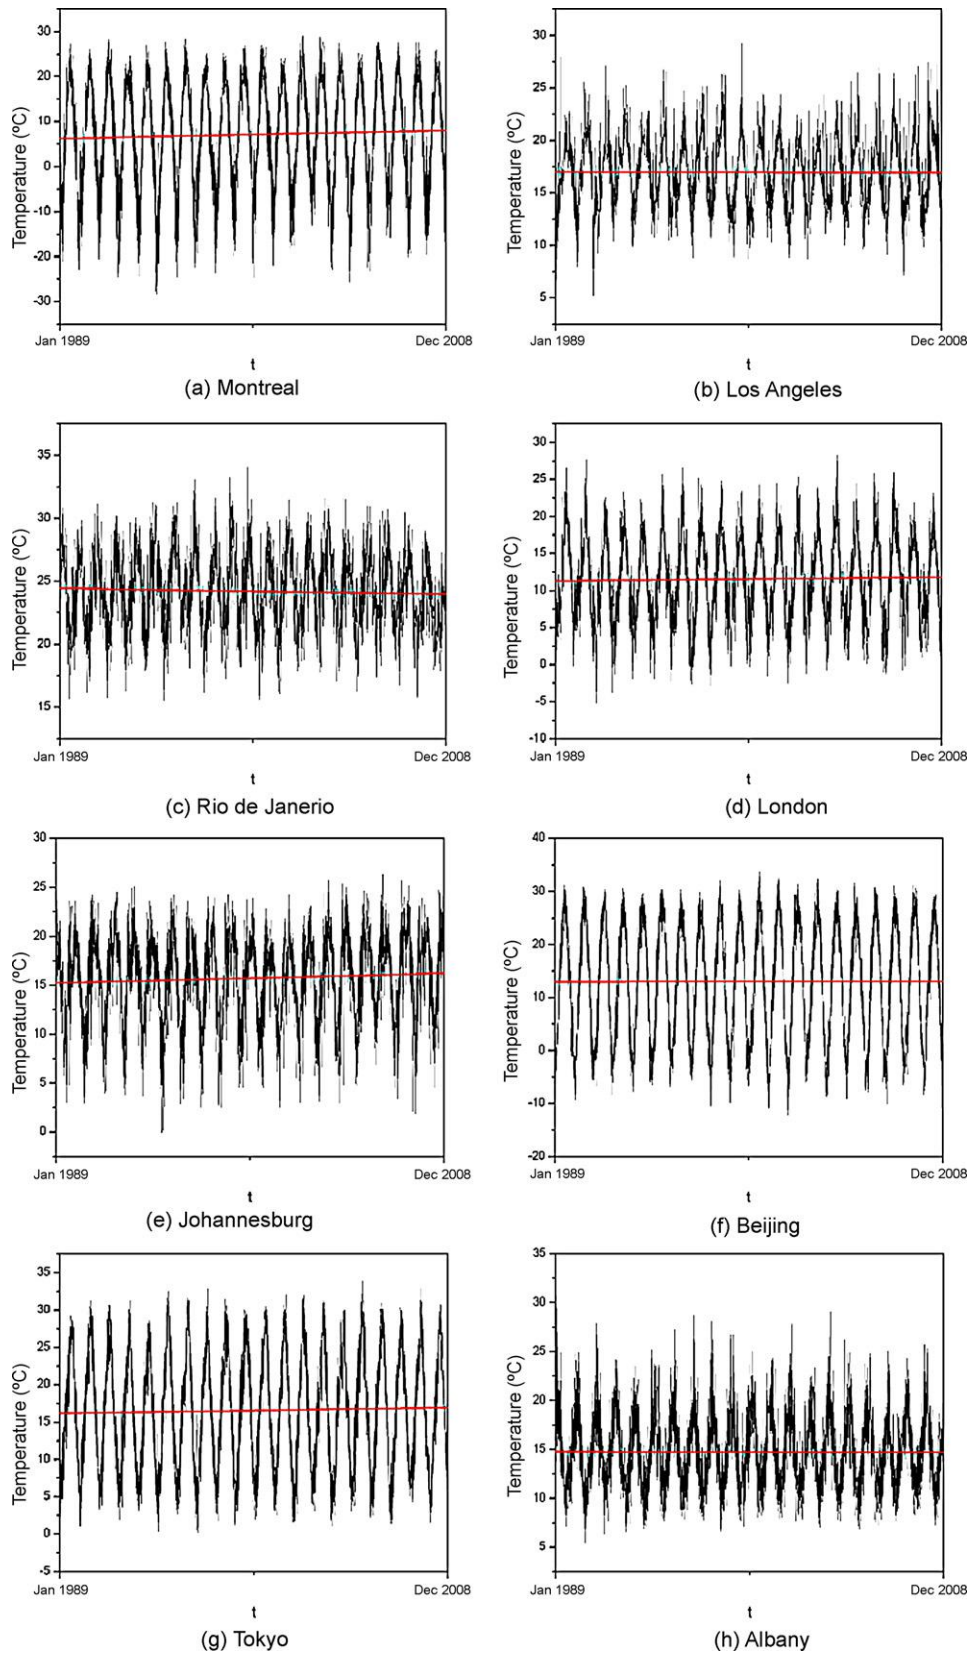 Temperature (ºC)
35
25
20
10
0
-10
-20
-30
Jan 1989
Dec 2008
t
(a) Montreal
Temperature (ºC)
30
25
20
15
10
5
Jan 1989
Dec 2008
t
(b) Los Angeles
Temperature (ºC)
35
30
25
20
15
Jan 1989
Dec 2008
t
(c) Rio de Janerio
Temperature (ºC)
30
25
20
15
10
5
0
-5
-10
Jan 1989
Dec 2008
t
(d) London
Temperature (ºC)
30
25
20
15
10
5
0
Jan 1989
Dec 2008
t
(e) Johannesburg
Temperature (ºC)
40
30
20
10
0
-10
-20
Jan 1989
Dec 2008
t
(f) Beijing
Temperature (ºC)
35
30
25
20
15
10
5
0
-5
Jan 1989
Dec 2008
t
(g) Tokyo
Temperature (ºC)
35
30
25
20
15
10
5
Jan 1989
Dec 2008
t
(h) Albany